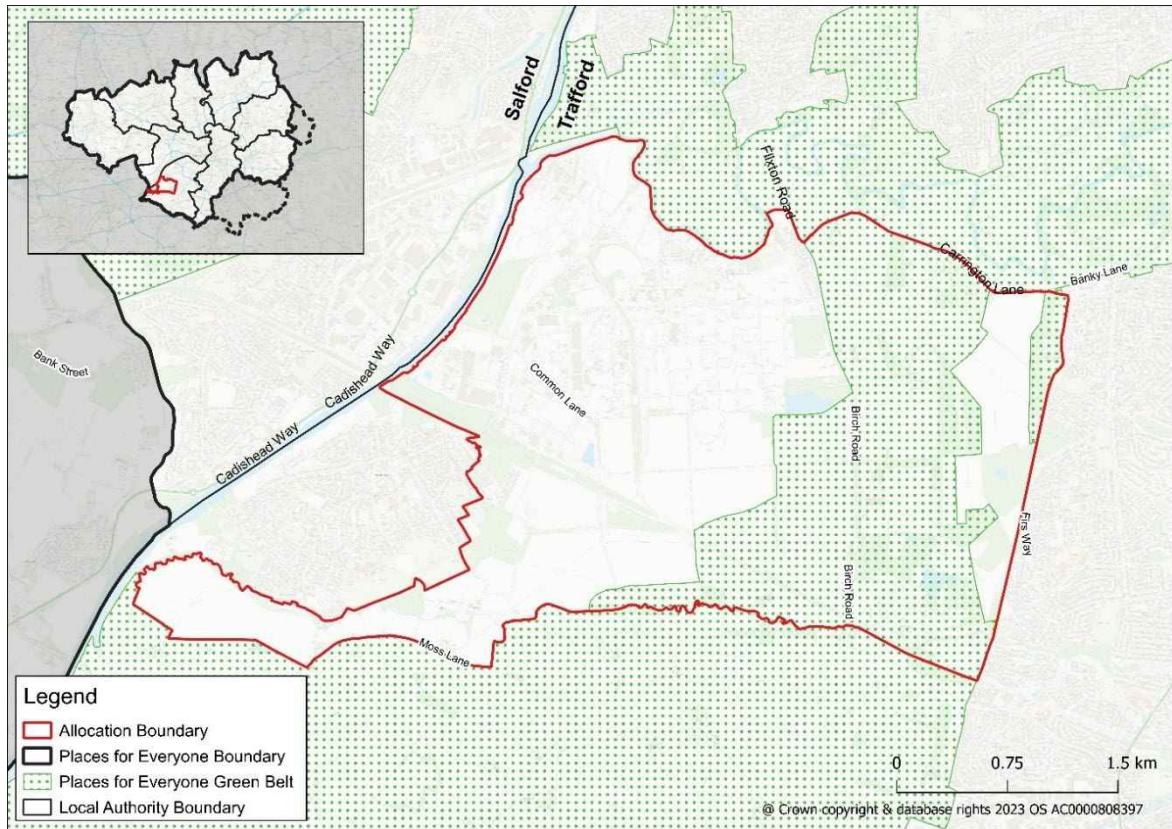 Salford
Trafford
Flixton Road
Carrington Lane
Banky Lane
Bank Street
Cadishead Way
Common Lane
Cadishead Way
Birch Road
Firs Way
Birch Road
Moss Lane
Legend
Allocation Boundary
Places for Everyone Boundary
Places for Everyone Green Belt
Local Authority Boundary
0 0.75 1.5 km
@ Crown copyright & database rights 2023 OS AC0000808397